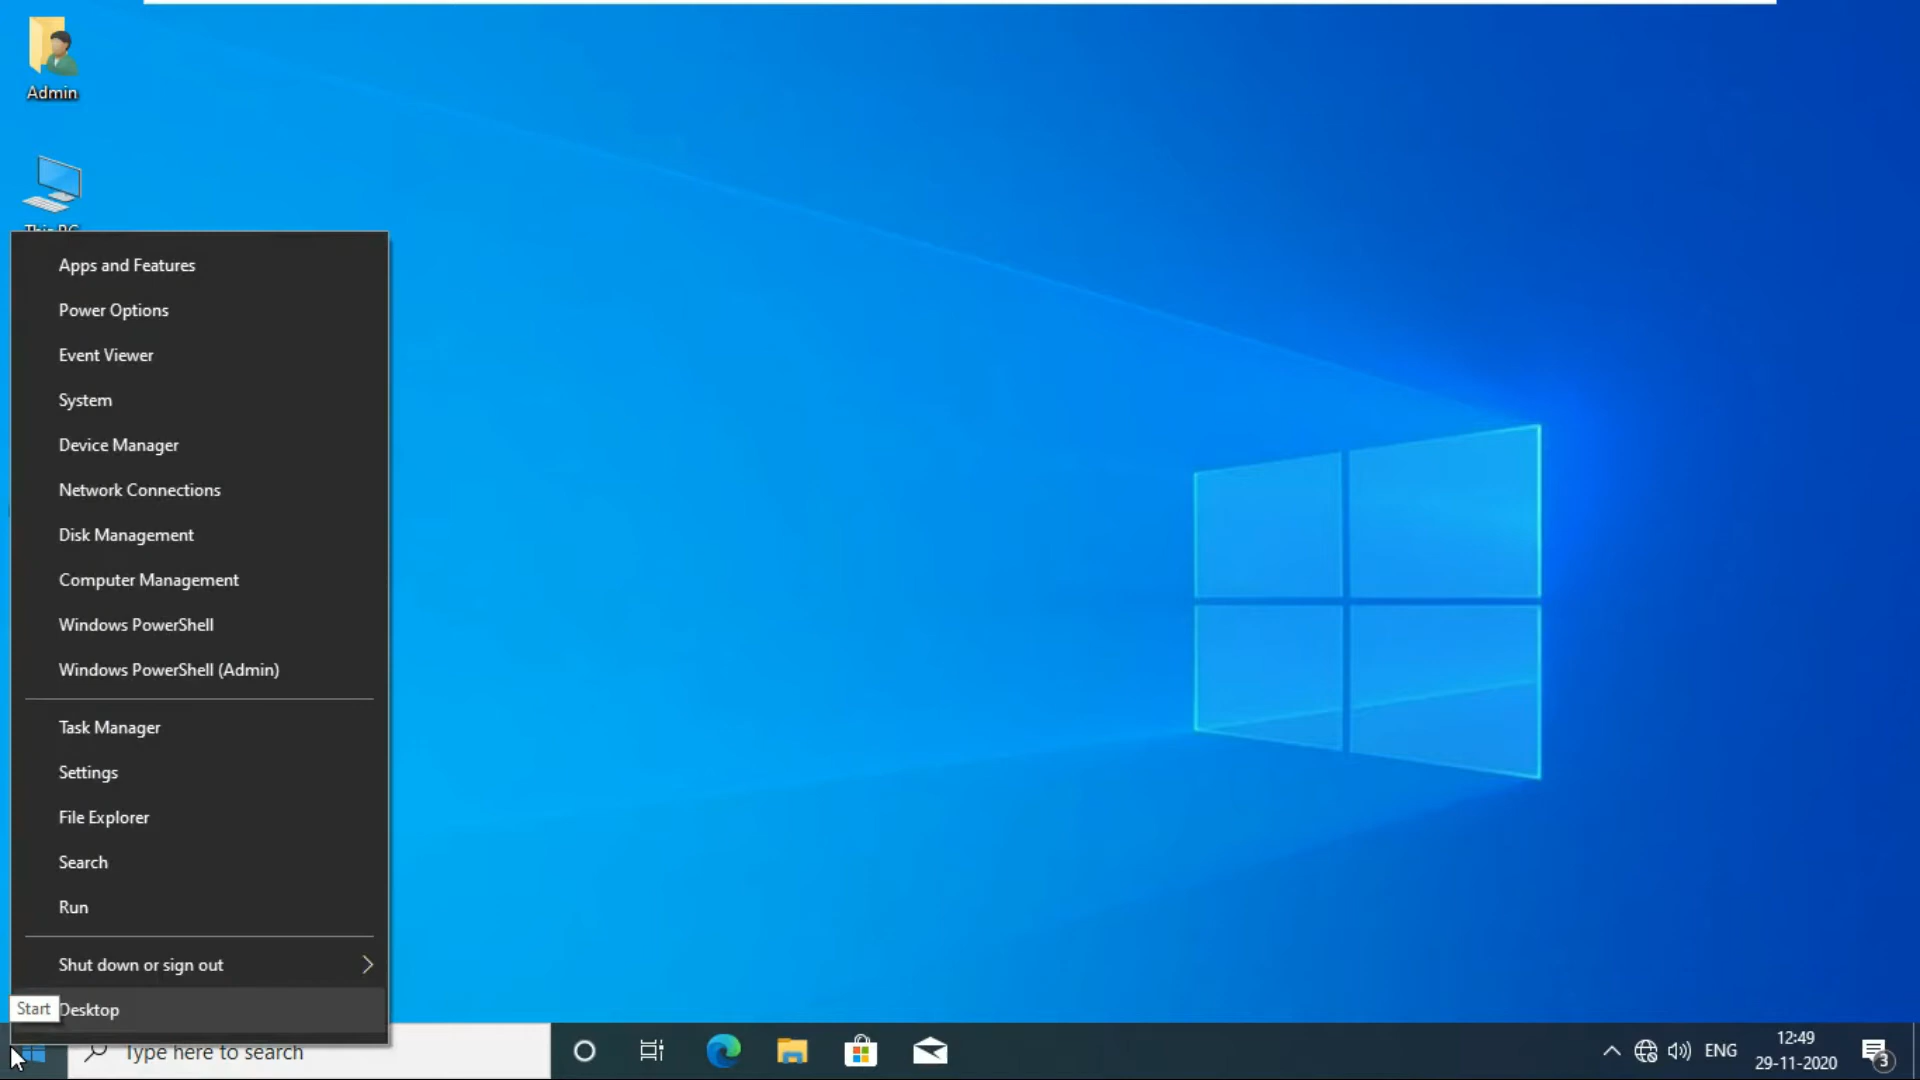 Admin
This PC
Apps and Features
Power Options
Event Viewer
System
Device Manager
Network Connections
Disk Management
Computer Management
Windows PowerShell
Windows PowerShell (Admin)
Task Manager
Settings
File Explorer
Search
Run
Shut down or sign out
Desktop
Start
Type here to search
ENG
12:49
29-11-2020
3